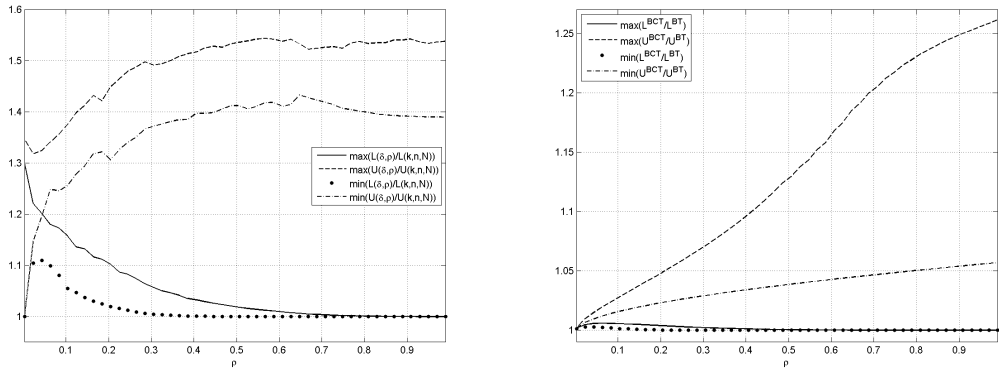 1.6
1.5
1.4
1.3
1.2
1.1
1
0.1 0.2 0.3 0.4 0.5 0.6 0.7 0.8 0.9
ρ
max(L(δ,ρ)/L(k,n,N))
max(U(δ,ρ)/U(k,n,N))
min(L(δ,ρ)/L(k,n,N))
min(U(δ,ρ)/U(k,n,N))
1.25
1.2
1.15
1.1
1.05
1
0.1 0.2 0.3 0.4 0.5 0.6 0.7 0.8 0.9
ρ
max(L^BCT/L^BT)
max(U^BCT/U^BT)
min(L^BCT/L^BT)
min(U^BCT/U^BT)